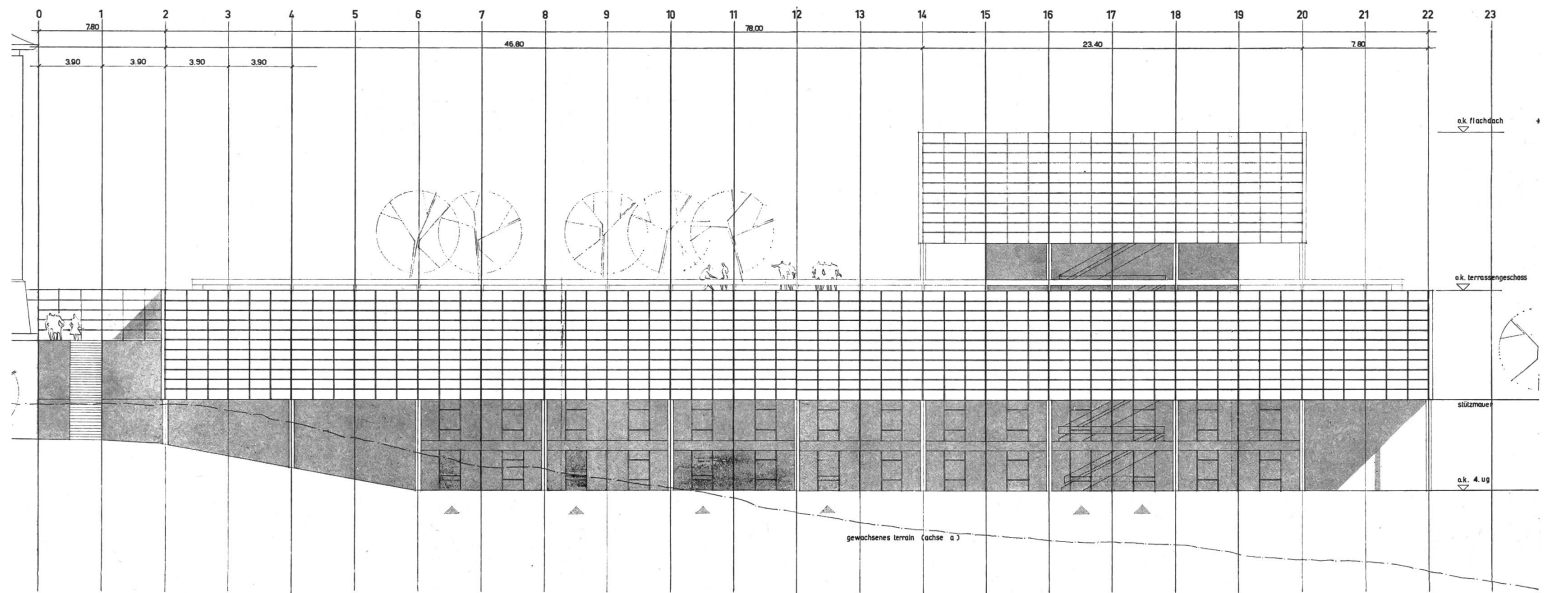 0 1 2 3 4 5 6 7 8 9 10 11 12 13 14 15 16 17 18 19 20 21 22 23
7.80 78.00
46.80 23.40 7.80
3.90 3.90 3.90 3.90
o.k. flachdach
o.k. terrassengeschoss
stützmauer
o.k. 4. ug
gewachsenes terrain (achse a)